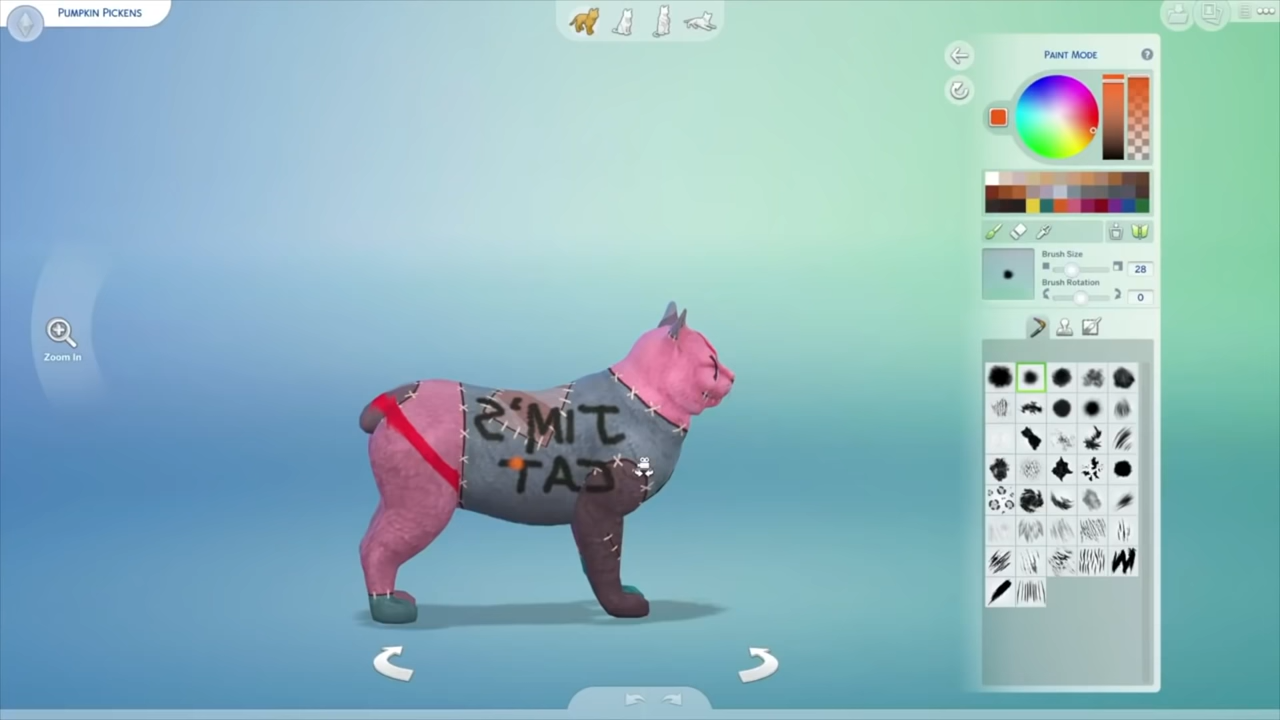 PUMPKIN PICKENS
PAINT MODE
?
Brush Size
28
Brush Rotation
0
Zoom In
JIM'S
CAT